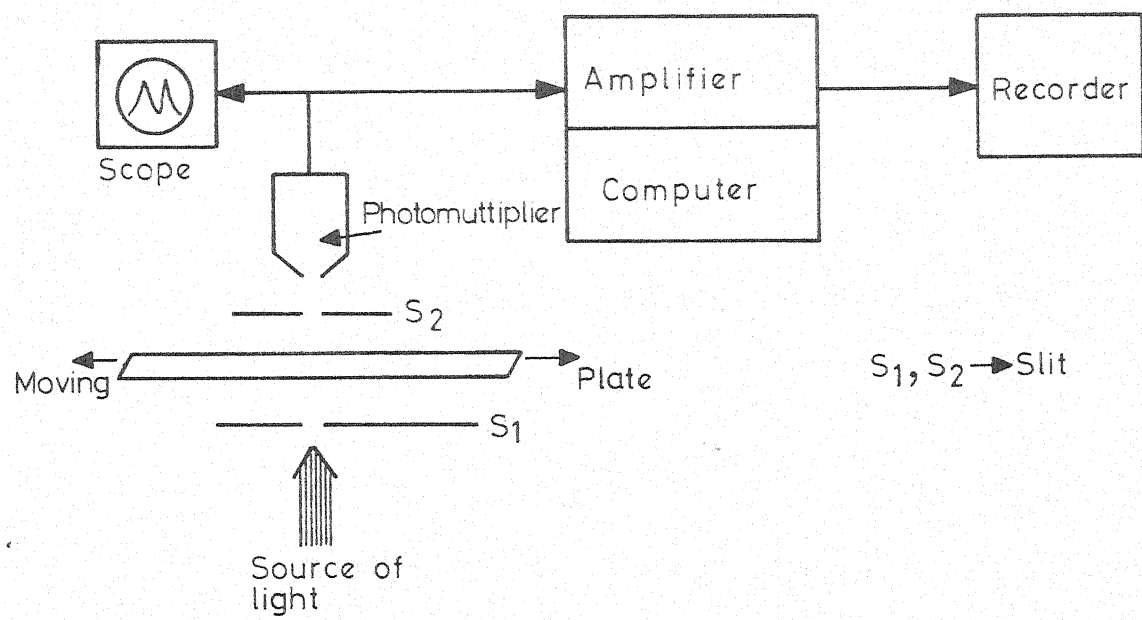 Amplifier
Recorder
Scope
Computer
Photomuttiplier
S2
Moving
Plate
S1, S2 → Slit
S1
Source of
light